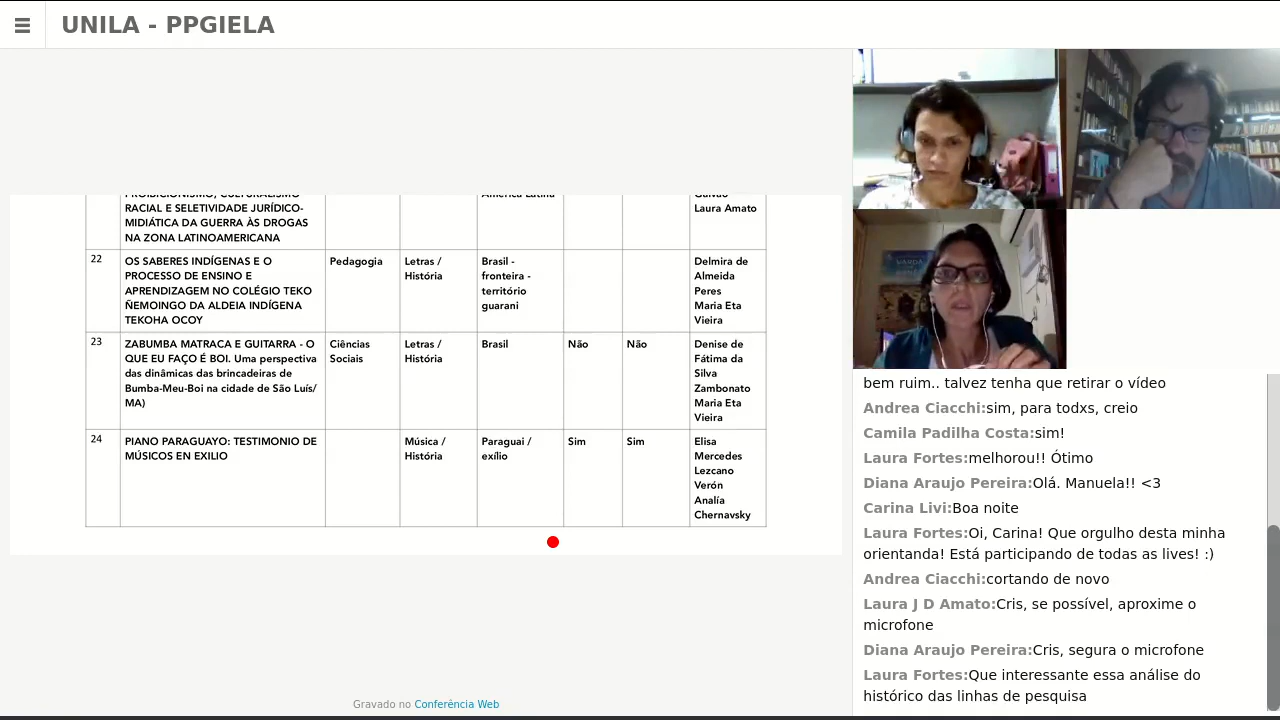 UNILA - PPGIELA
RACIAL E SELETIVIDADE JURÍDICO-
MIDIÁTICA DA GUERRA ÀS DROGAS
NA ZONA LATINOAMERICANA
América Latina
Galvão
Laura Amato
22
OS SABERES INDÍGENAS E O
PROCESSO DE ENSINO E
APRENDIZAGEM NO COLÉGIO TEKO
ÑEMOINGO DA ALDEIA INDÍGENA
TEKOHA OCOY
Pedagogia
Letras /
História
Brasil -
fronteira -
território
guarani
Delmira de
Almeida
Peres
Maria Eta
Vieira
23
ZABUMBA MATRACA E GUITARRA - O
QUE EU FAÇO É BOI. Uma perspectiva
das dinâmicas das brincadeiras de
Bumba-Meu-Boi na cidade de São Luís/
MA)
Ciências
Sociais
Letras /
História
Brasil
Não
Não
Denise de
Fátima da
Silva
Zambonato
Maria Eta
Vieira
24
PIANO PARAGUAYO: TESTIMONIO DE
MÚSICOS EN EXILIO
Música /
História
Paraguai /
exílio
Sim
Sim
Elisa
Mercedes
Lezcano
Verón
Analía
Chernavsky
Gravado no Conferência Web
bem ruim.. talvez tenha que retirar o vídeo
Andrea Ciacchi:sim, para todxs, creio
Camila Padilha Costa:sim!
Laura Fortes:melhorou!! Ótimo
Diana Araujo Pereira:Olá. Manuela!! <3
Carina Livi:Boa noite
Laura Fortes:Oi, Carina! Que orgulho desta minha
orientanda! Está participando de todas as lives! :)
Andrea Ciacchi:cortando de novo
Laura J D Amato:Cris, se possível, aproxime o
microfone
Diana Araujo Pereira:Cris, segura o microfone
Laura Fortes:Que interessante essa análise do
histórico das linhas de pesquisa